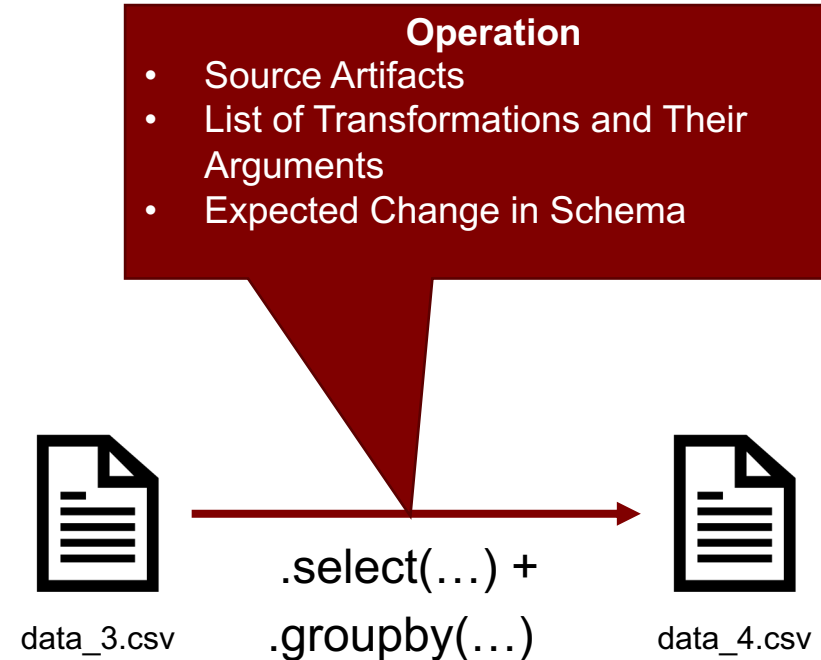 Operation
• Source Artifacts
• List of Transformations and Their
Arguments
• Expected Change in Schema
.select(…) +
.groupby(…)
data_3.csv
data_4.csv